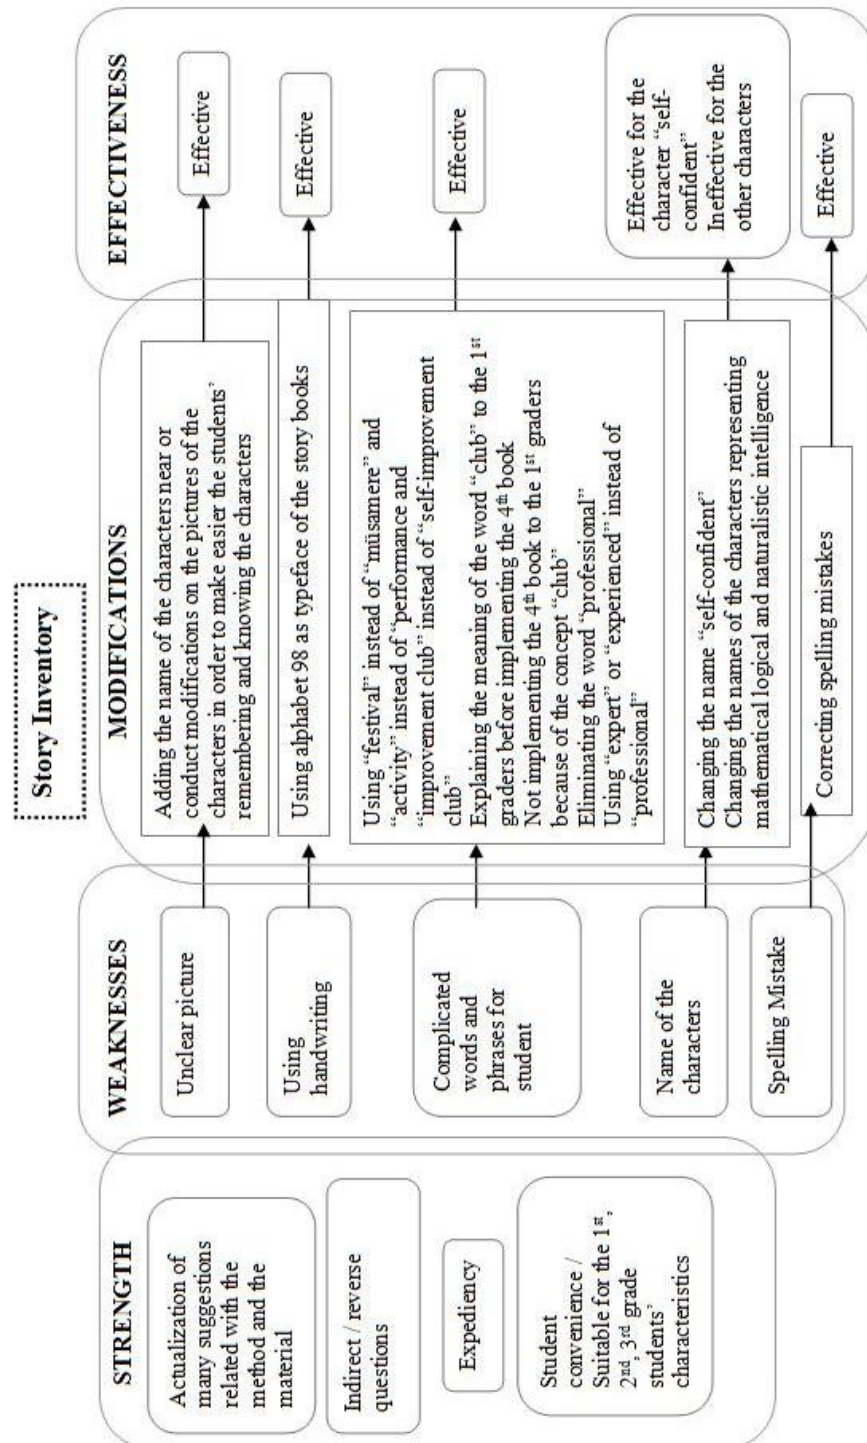 Story Inventory
STRENGTH
Actualization of
many suggestions
related with the
method and the
material
Indirect / reverse
questions
Expediency
Student
convenience /
Suitable for the 1st,
2nd, 3rd grade
students’
characteristics
WEAKNESSES
Unclear picture
Using
handwriting
Complicated
words and
phrases for
student
Name of the
characters
Spelling Mistake
MODIFICATIONS
Adding the name of the characters near or
conduct modifications on the pictures of the
characters in order to make easier the students’
remembering and knowing the characters
Using alphabet 98 as typeface of the story books
Using “festival” instead of “müsamere” and
“activity” instead of “performance and
“improvement club” instead of “self-improvement
club”
Explaining the meaning of the word “club” to the 1st
graders before implementing the 4th book
Not implementing the 4th book to the 1st graders
because of the concept “club”
Eliminating the word “professional”
Using “expert” or “experienced” instead of
“professional”
Changing the name “self-confident”
Changing the names of the characters representing
mathematical logical and naturalistic intelligence
Correcting spelling mistakes
EFFECTIVENESS
Effective
Effective
Effective
Effective for the
character “self-
confident”
Ineffective for the
other characters
Effective